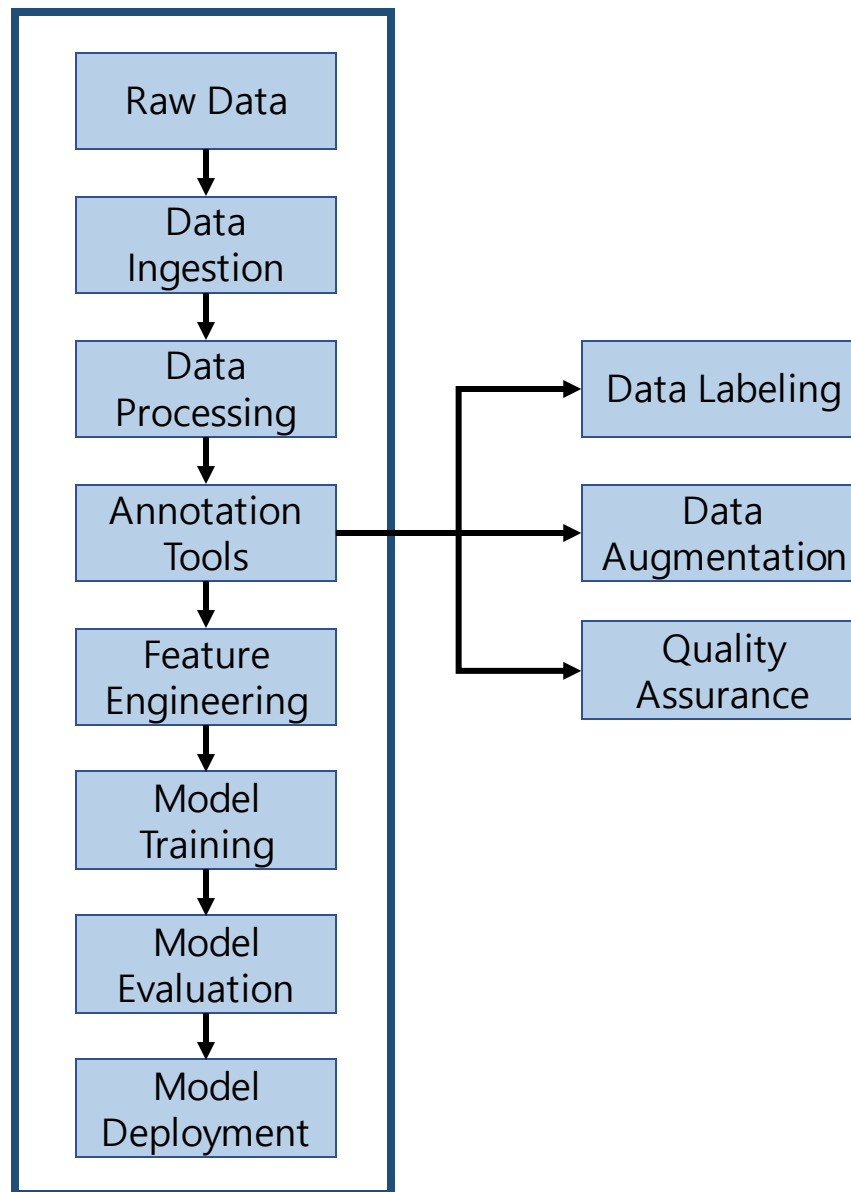 Raw Data
Data
Ingestion
Data
Processing
Annotation
Tools
Feature
Engineering
Model
Training
Model
Evaluation
Model
Deployment
Data Labeling
Data
Augmentation
Quality
Assurance